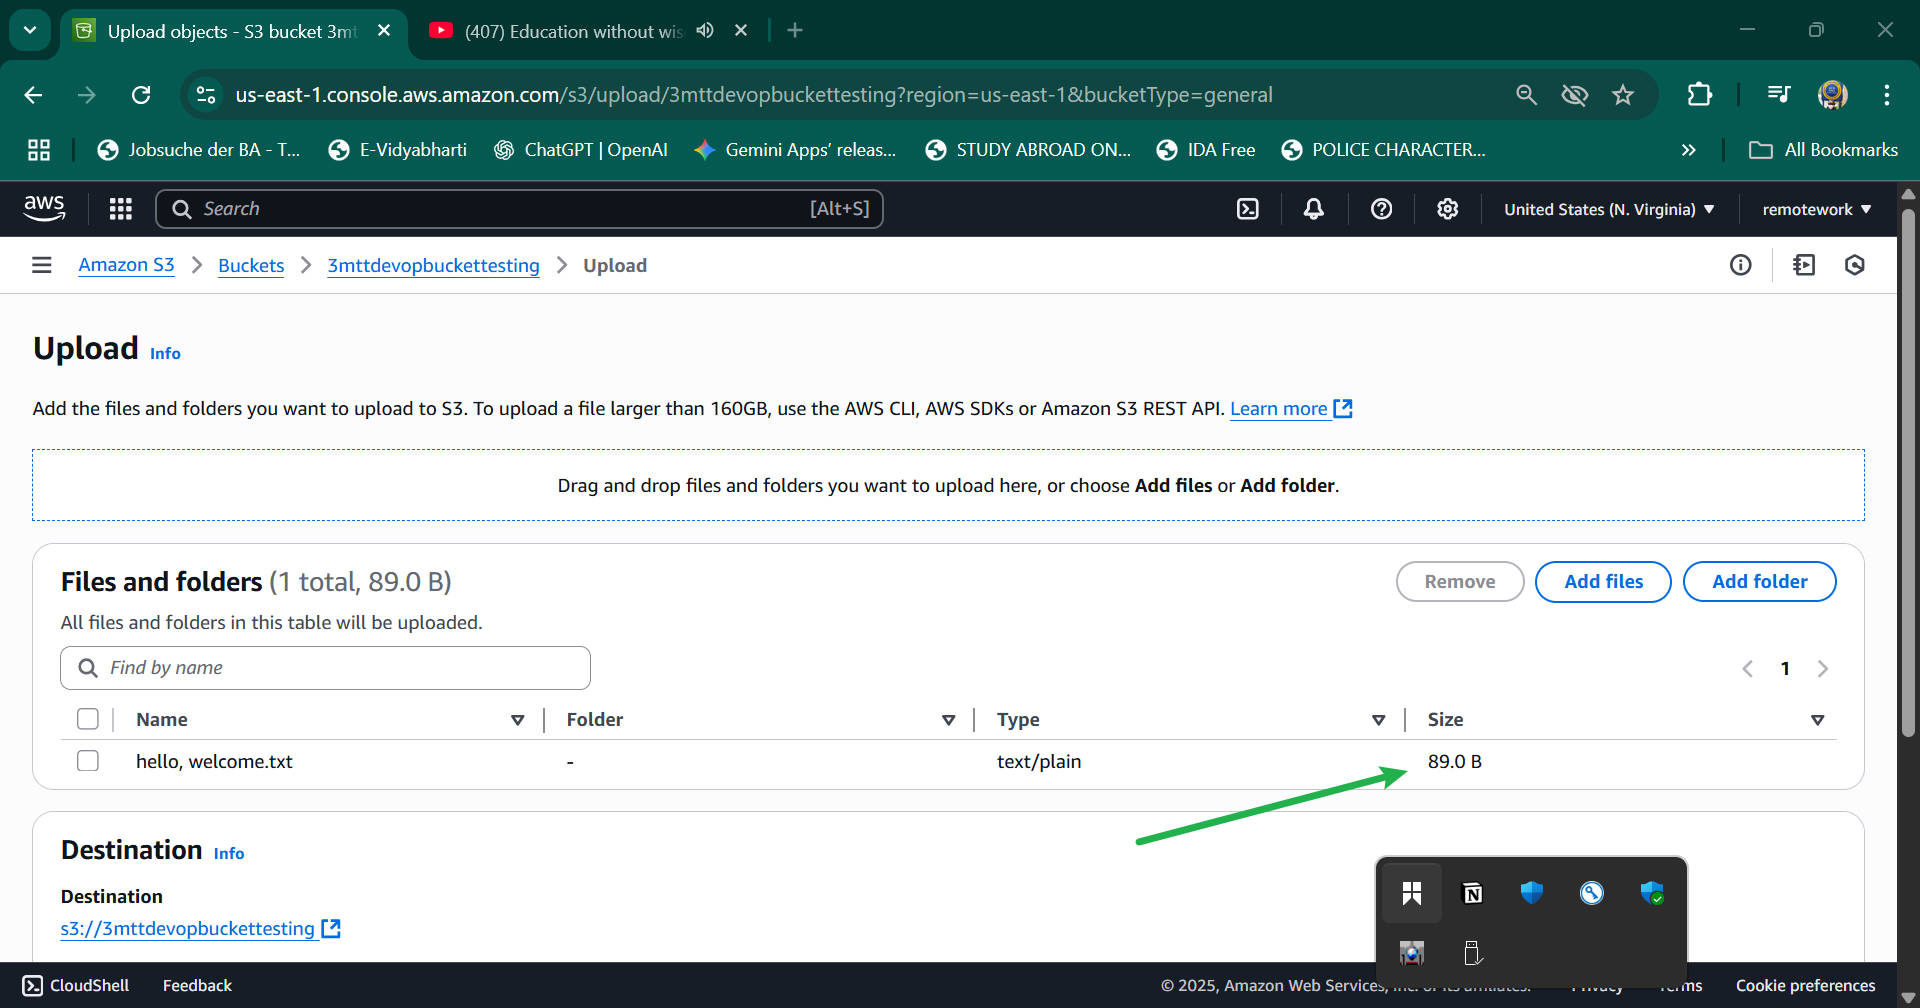 Upload objects - S3 bucket 3mt
(407) Education without wis
us-east-1.console.aws.amazon.com/s3/upload/3mttdevopbuckettesting?region=us-east-1&bucketType=general
Jobsuche der BA - T...
E-Vidyabharti
ChatGPT | OpenAI
Gemini Apps’ releas...
STUDY ABROAD ON...
IDA Free
POLICE CHARACTER...
All Bookmarks
aws
Search
[Alt+S]
United States (N. Virginia)
remotework
Amazon S3
Buckets
3mttdevopbuckettesting
Upload
Upload Info
Add the files and folders you want to upload to S3. To upload a file larger than 160GB, use the AWS CLI, AWS SDKs or Amazon S3 REST API. Learn more
Drag and drop files and folders you want to upload here, or choose Add files or Add folder.
Files and folders (1 total, 89.0 B)
Remove
Add files
Add folder
All files and folders in this table will be uploaded.
Find by name
1
Name
Folder
Type
Size
hello, welcome.txt
-
text/plain
89.0 B
Destination Info
Destination
s3://3mttdevopbuckettesting
N
CloudShell
Feedback
© 2025, Amazon Web Services, Inc. or its affiliates.
Privacy
Terms
Cookie preferences